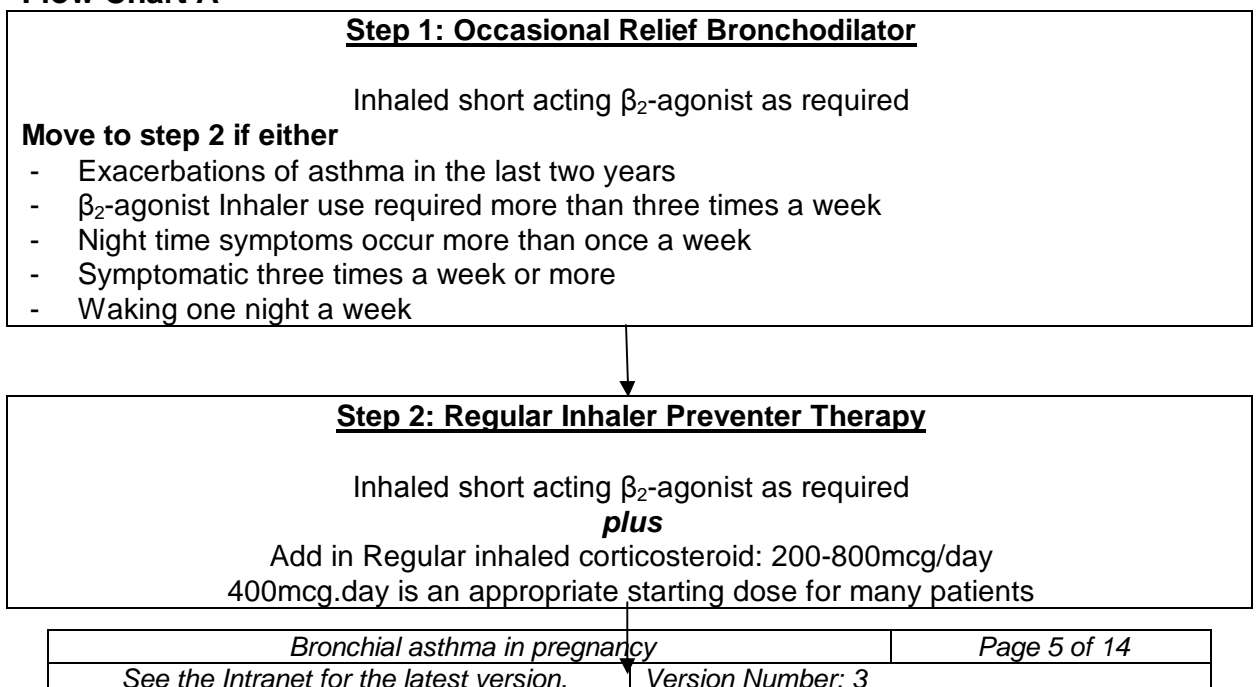 Flow Chart A
Step 1: Occasional Relief Bronchodilator
Inhaled short acting β₂-agonist as required
Move to step 2 if either
- Exacerbations of asthma in the last two years
- β₂-agonist Inhaler use required more than three times a week
- Night time symptoms occur more than once a week
- Symptomatic three times a week or more
- Waking one night a week
Step 2: Regular Inhaler Preventer Therapy
Inhaled short acting β₂-agonist as required
plus
Add in Regular inhaled corticosteroid: 200-800mcg/day
400mcg.day is an appropriate starting dose for many patients
Bronchial asthma in pregnancy Page 5 of 14
See the Intranet for the latest version. Version Number: 3